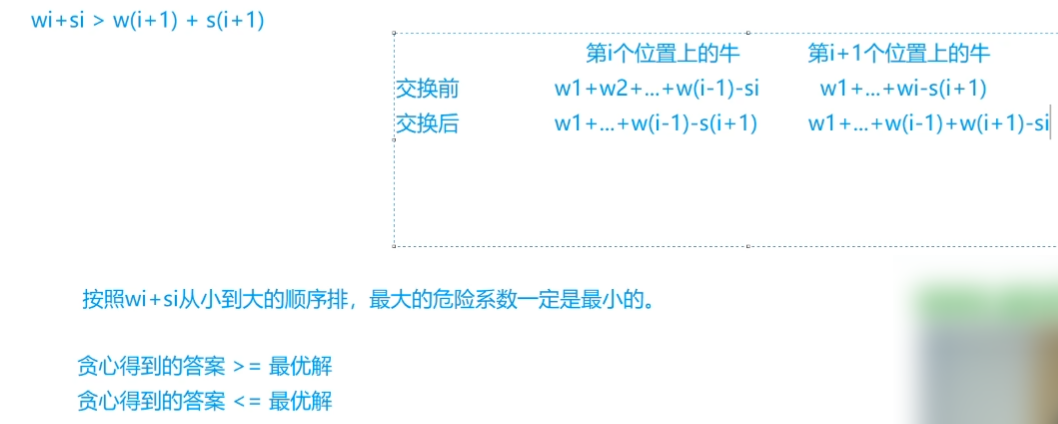 wi+si > w(i+1) + s(i+1)
第i个位置上的牛 第i+1个位置上的牛
交换前 w1+w2+...+w(i-1)-si w1+...+wi-s(i+1)
交换后 w1+...+w(i-1)-s(i+1) w1+...+w(i-1)+w(i+1)-si
按照wi+si从小到大的顺序排，最大的危险系数一定是最小的。
贪心得到的答案 >= 最优解
贪心得到的答案 <= 最优解